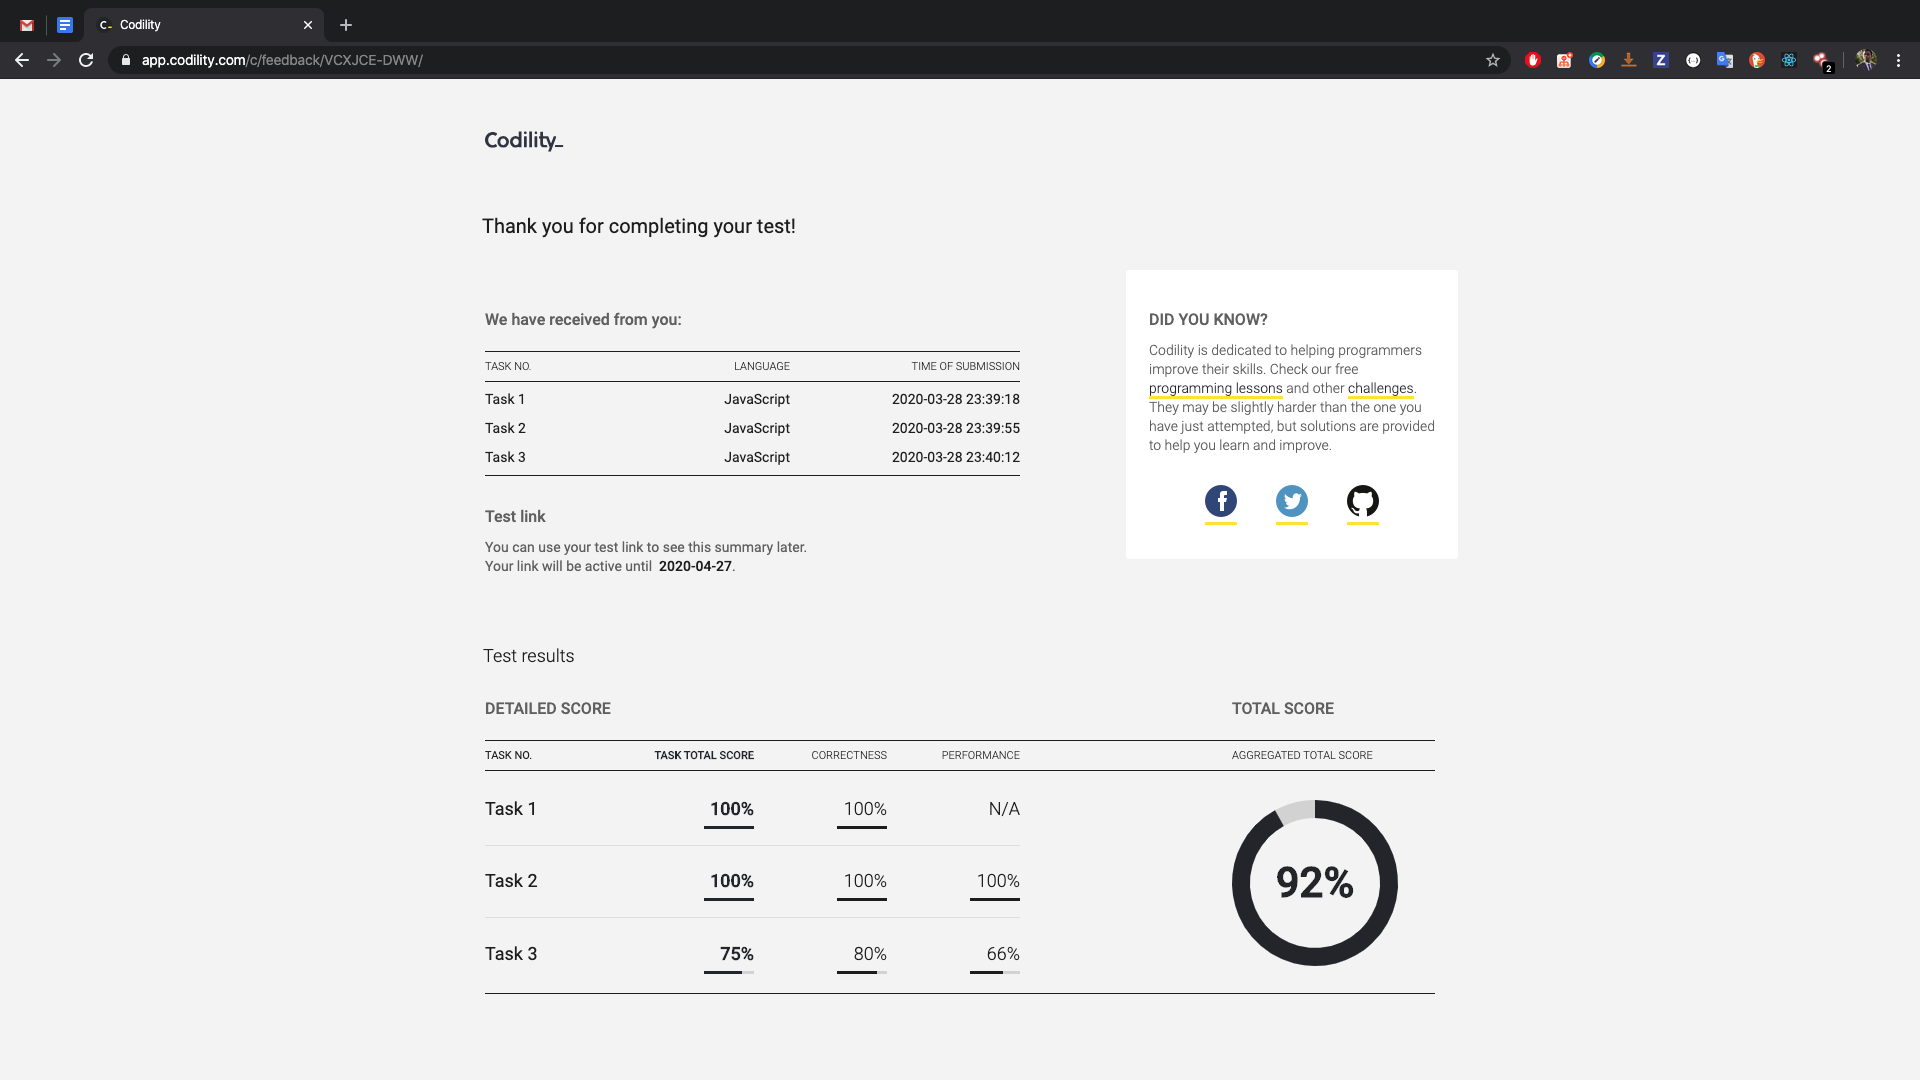 Codility
app.codility.com/c/feedback/VCXJCE-DWW/
2
Codility_
Thank you for completing your test!
We have received from you:
TASK NO. LANGUAGE TIME OF SUBMISSION
Task 1 JavaScript 2020-03-28 23:39:18
Task 2 JavaScript 2020-03-28 23:39:55
Task 3 JavaScript 2020-03-28 23:40:12
Test link
You can use your test link to see this summary later.
Your link will be active until 2020-04-27.
DID YOU KNOW?
Codility is dedicated to helping programmers
improve their skills. Check our free
programming lessons and other challenges.
They may be slightly harder than the one you
have just attempted, but solutions are provided
to help you learn and improve.
Test results
DETAILED SCORE
TASK NO. TASK TOTAL SCORE CORRECTNESS PERFORMANCE
Task 1 100% 100% N/A
Task 2 100% 100% 100%
Task 3 75% 80% 66%
TOTAL SCORE
AGGREGATED TOTAL SCORE
92%